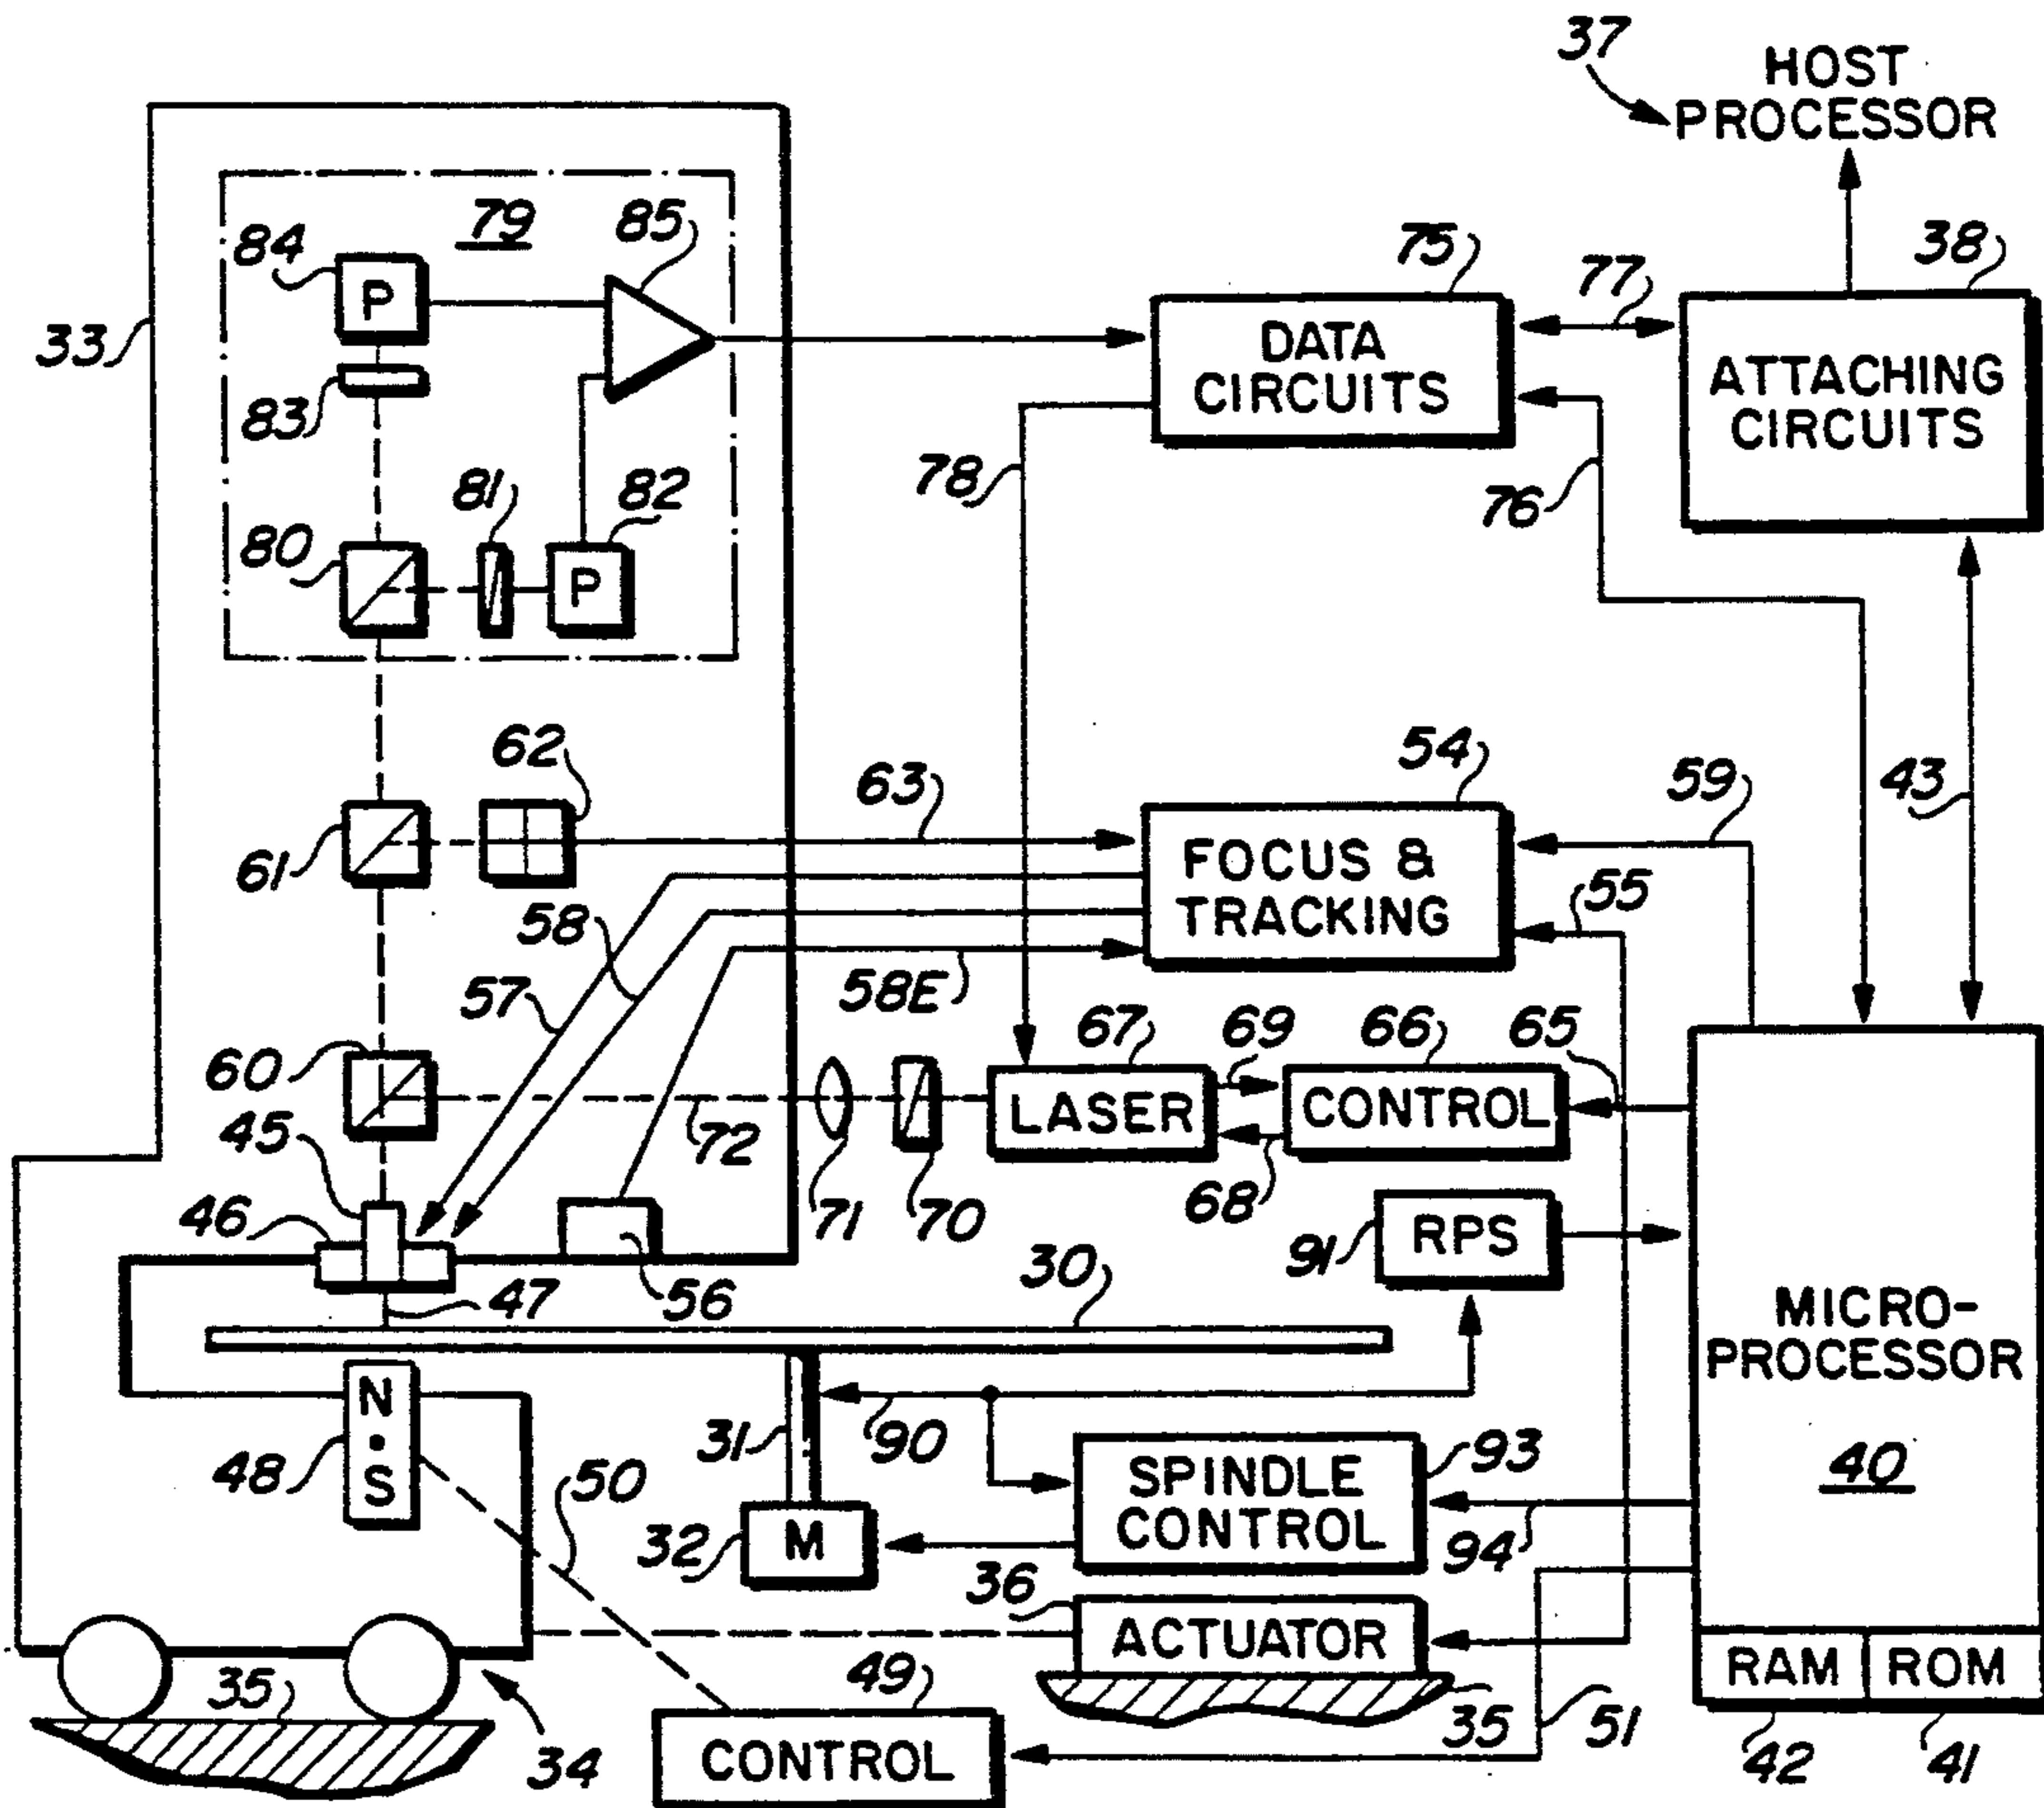 37
HOST
PROCESSOR
33
84
79
85
P
83
75
77
38
DATA
CIRCUITS
ATTACHING
CIRCUITS
78
76
81
82
80
P
62
63
54
59
43
61
58
FOCUS &
TRACKING
55
57
58E
60
67
69
66
65
45
72
LASER
CONTROL
46
71
70
68
91
RPS
47
56
30
MICRO-
PROCESSOR
40
N
•
S
48
50
31
90
93
SPINDLE
CONTROL
32
M
94
36
ACTUATOR
RAM
ROM
35
34
49
CONTROL
35
51
42
41